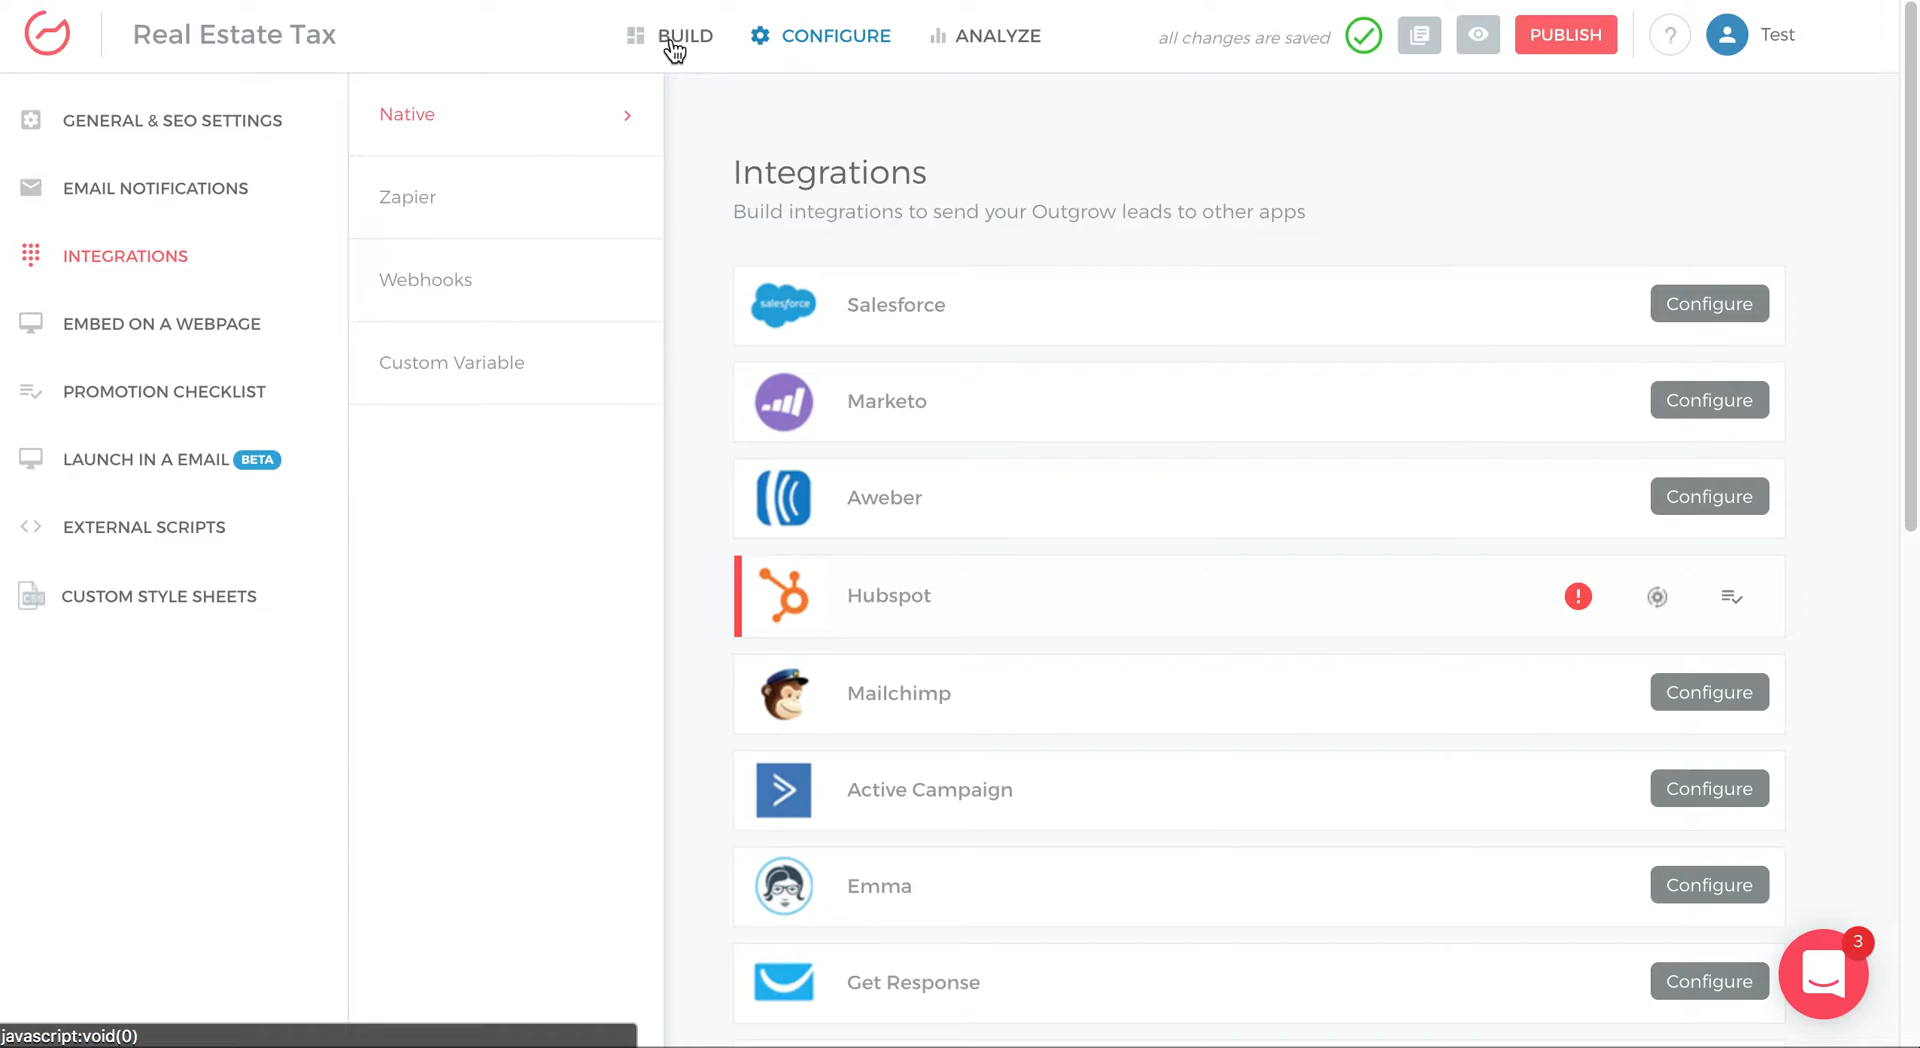 Real Estate Tax
BUILD
CONFIGURE
ANALYZE
all changes are saved
PUBLISH
?
Test
GENERAL & SEO SETTINGS
EMAIL NOTIFICATIONS
INTEGRATIONS
EMBED ON A WEBPAGE
PROMOTION CHECKLIST
LAUNCH IN A EMAIL BETA
EXTERNAL SCRIPTS
CSS CUSTOM STYLE SHEETS
Native
Zapier
Webhooks
Custom Variable
Integrations
Build integrations to send your Outgrow leads to other apps
salesforce Salesforce Configure
Marketo Configure
Aweber Configure
Hubspot !
Mailchimp Configure
Active Campaign Configure
Emma Configure
Get Response Configure
3
javascript:void(0)